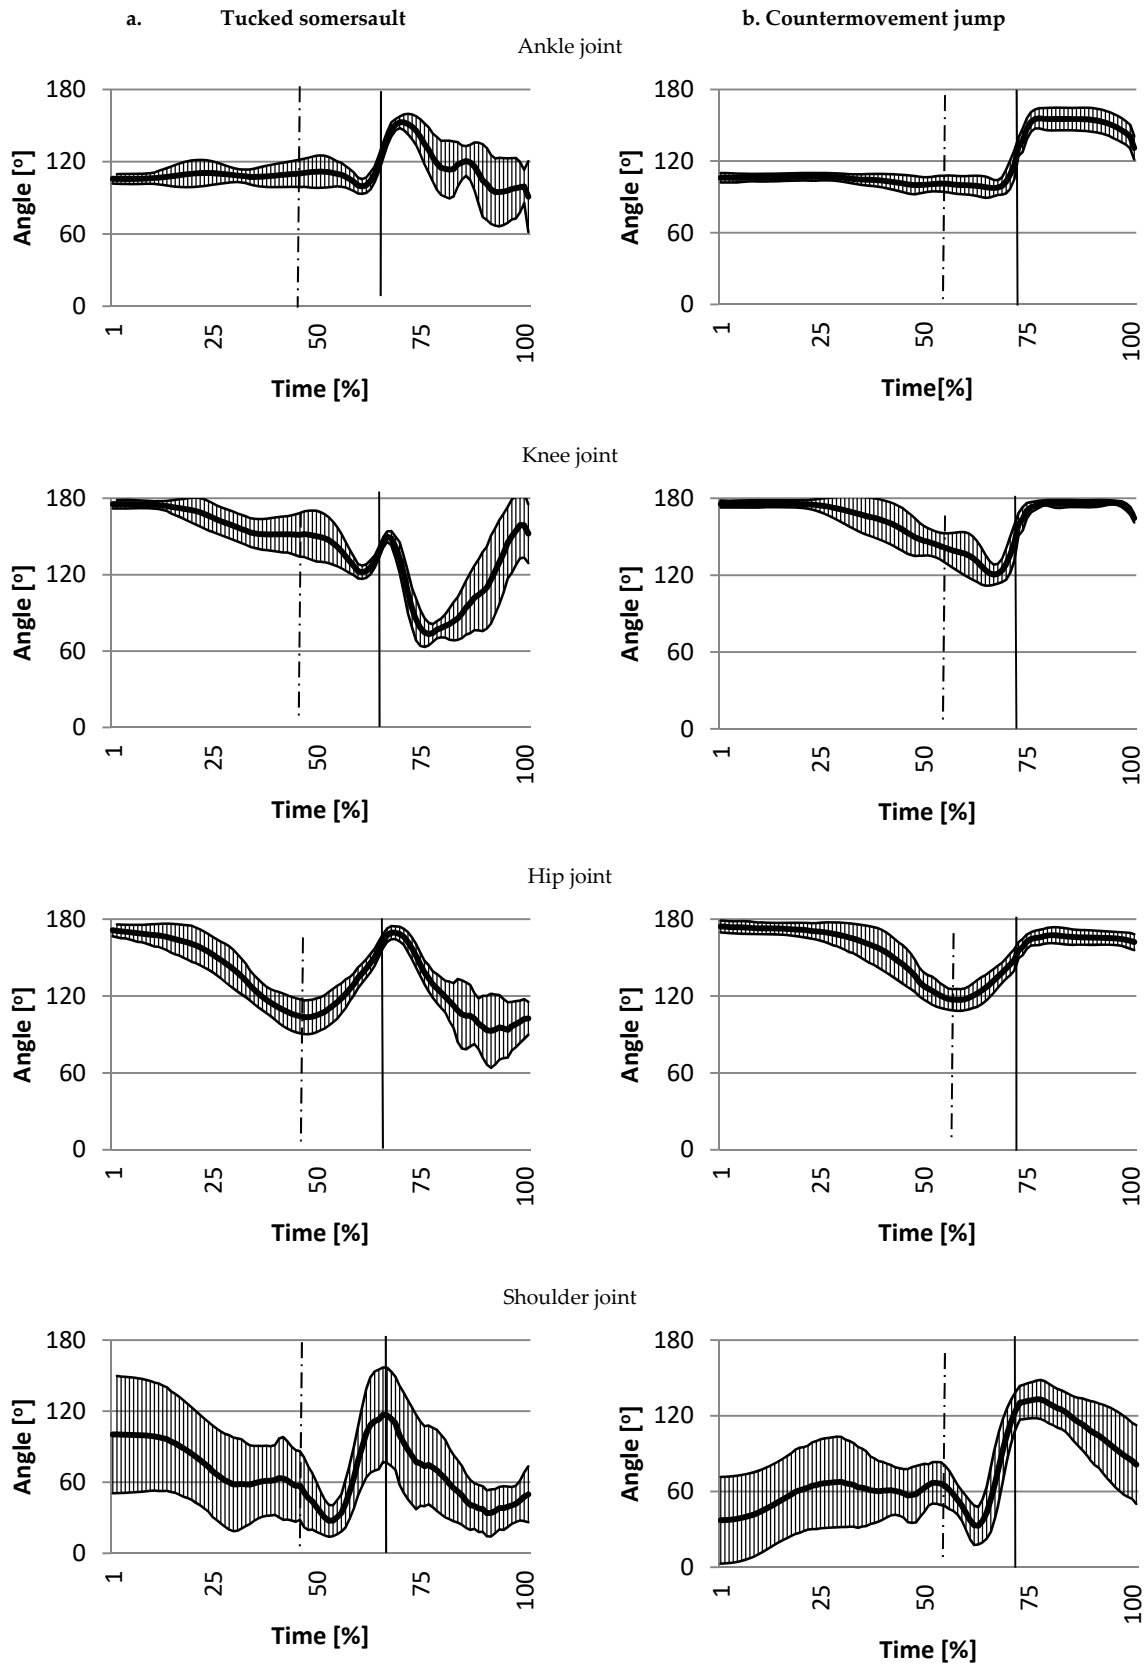 a. Tucked somersault b. Countermovement jump
Ankle joint
180
120
60
0
Angle [º]
1 25 50 75 100
Time [%]
180
120
60
0
Angle [º]
1 25 50 75 100
Time[%]
Knee joint
180
120
60
0
Angle [º]
1 25 50 75 100
Time [%]
180
120
60
0
Angle [º]
1 25 50 75 100
Time [%]
Hip joint
180
120
60
0
Angle [º]
1 25 50 75 100
Time [%]
180
120
60
0
Angle [º]
1 25 50 75 100
Time [%]
Shoulder joint
180
120
60
0
Angle [º]
1 25 50 75 100
Time [%]
180
120
60
0
Angle [º]
1 25 50 75 100
Time [%]